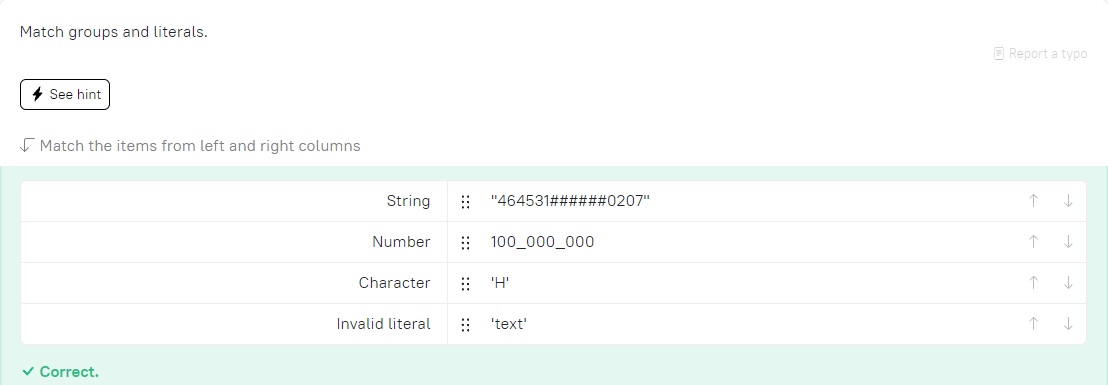 Match groups and literals.
Report a typo
See hint
Match the items from left and right columns
String "464531######0207"
Number 100_000_000
Character 'H'
Invalid literal 'text'
Correct.